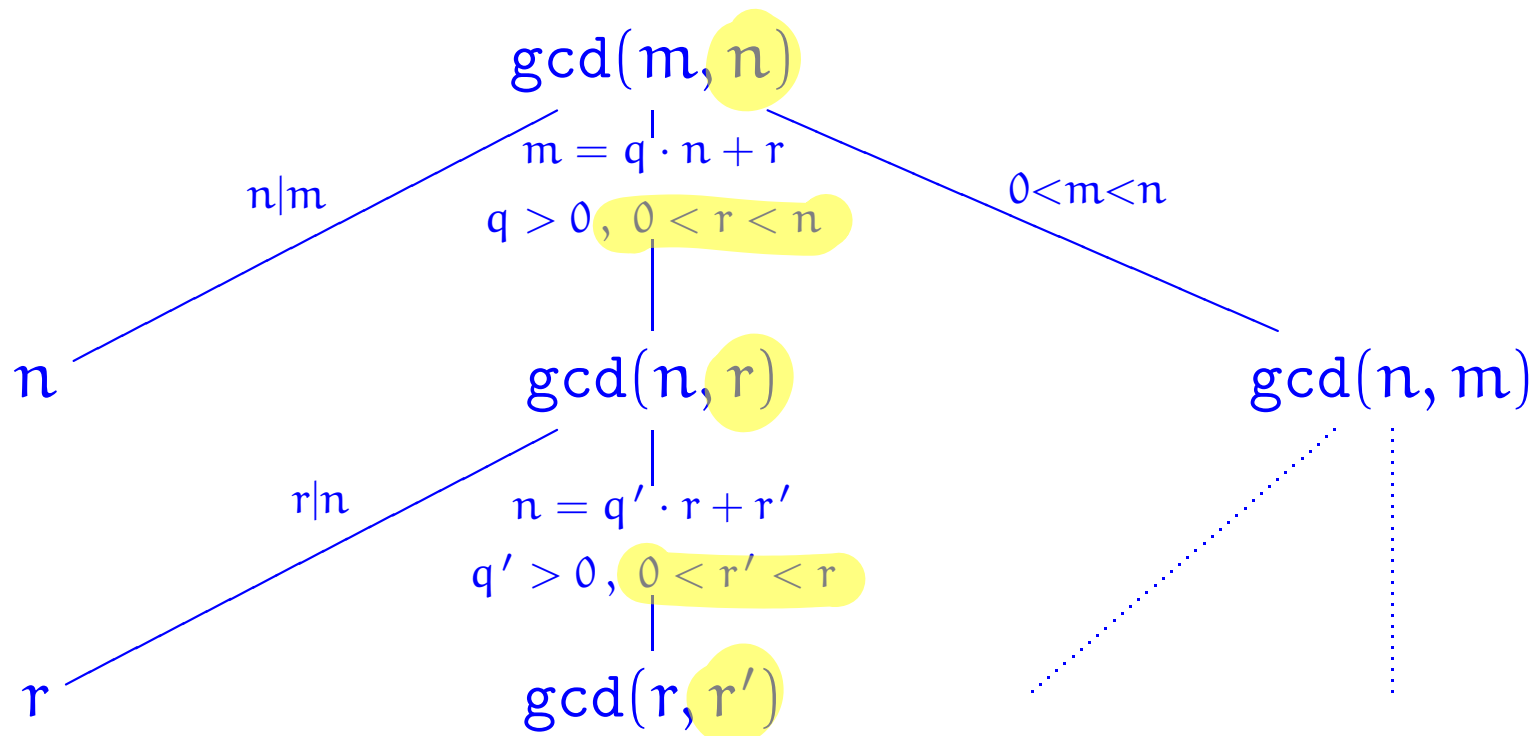 gcd(m, n)
m = q · n + r
n|m
0<m<n
q > 0 , 0 < r < n
n
gcd(n, r)
gcd(n, m)
r|n
n = q′ · r + r′
q′ > 0 , 0 < r′ < r
r
gcd(r, r′)